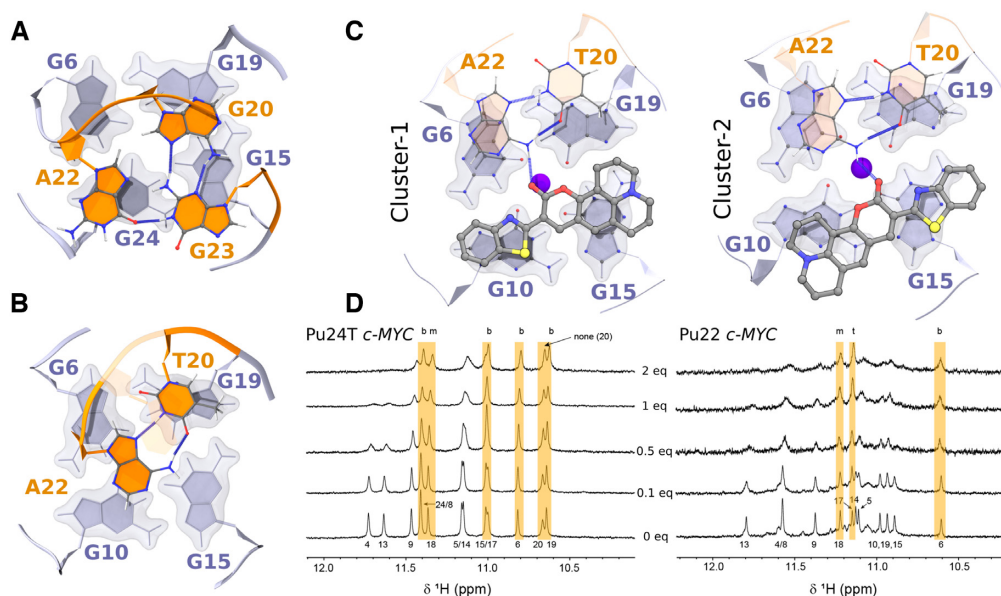 A
G6
G19
G20
G15
A22
G24
G23
B
G6
T20
G19
A22
G10
G15
C
Cluster-1
A22
T20
G6
G19
G10
G15
Cluster-2
A22
T20
G6
G19
G10
G15
D
Pu24T c-MYC
b m b b b
none (20)
24/8
4 13 9 18 5/14 15/17 6 20 19
12.0 11.5 11.0 10.5
δ ¹H (ppm)
2 eq
1 eq
0.5 eq
0.1 eq
0 eq
Pu22 c-MYC
m t b
17 14 5
13 4/8 9 18 10,19,15 6
12.0 11.5 11.0 10.5
δ ¹H (ppm)